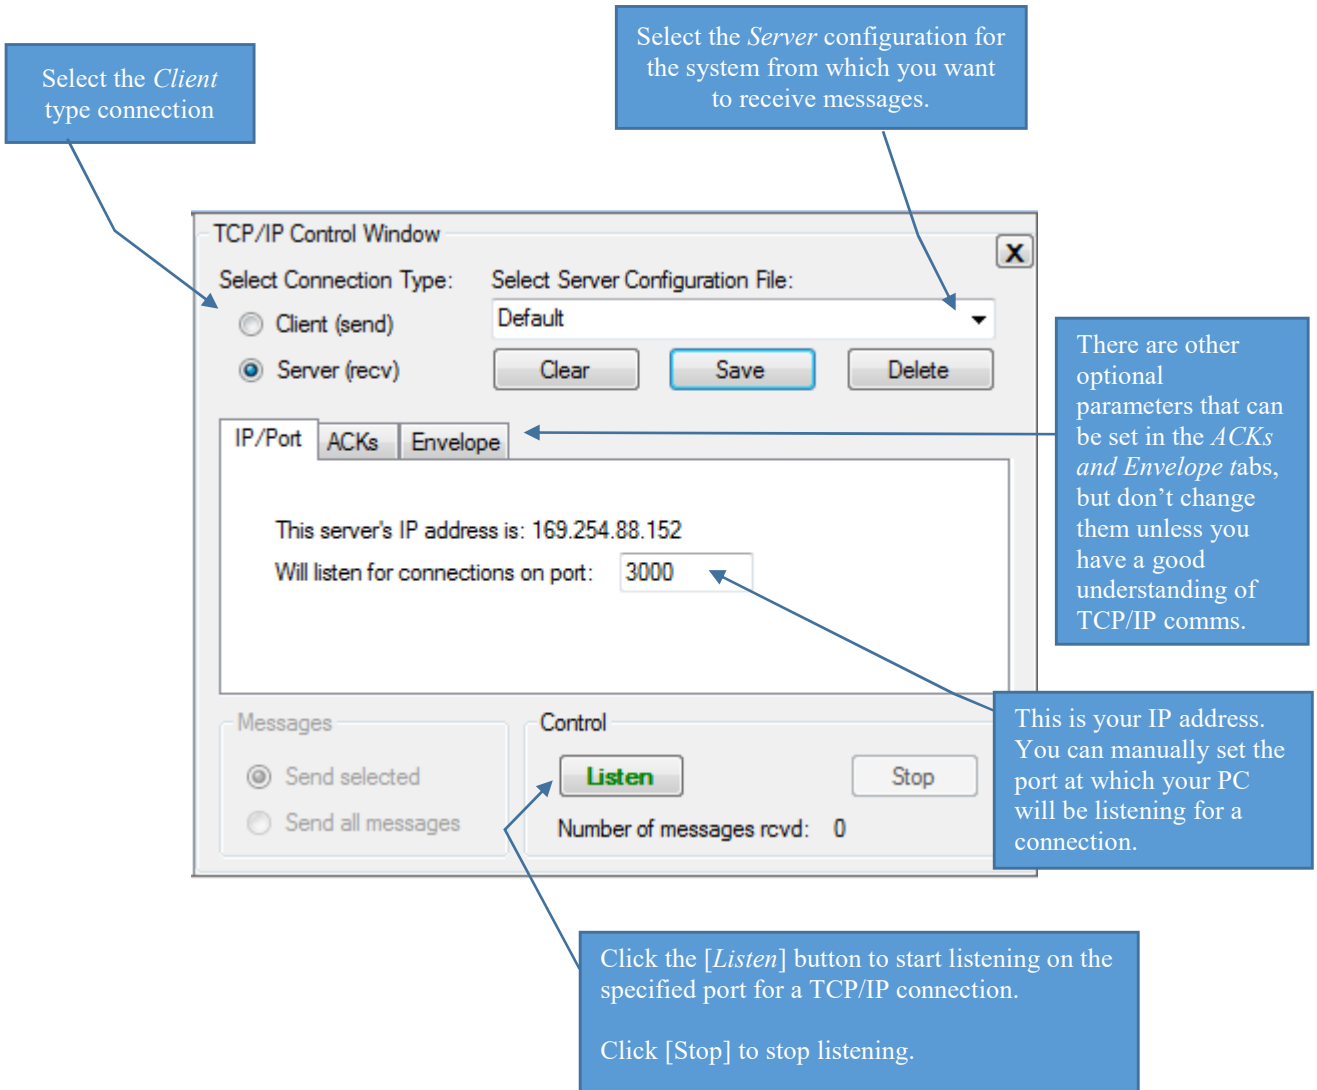 Select the Client
type connection
Select the Server configuration for
the system from which you want
to receive messages.
TCP/IP Control Window
X
Select Connection Type:
Select Server Configuration File:
Client (send)
Default
Server (recv)
Clear
Save
Delete
IP/Port
ACKs
Envelope
There are other
optional
parameters that can
be set in the ACKs
and Envelope tabs,
but don’t change
them unless you
have a good
understanding of
TCP/IP comms.
This server's IP address is: 169.254.88.152
Will listen for connections on port: 3000
This is your IP address.
You can manually set the
port at which your PC
will be listening for a
connection.
Messages
Send selected
Send all messages
Control
Listen
Stop
Number of messages rcvd: 0
Click the [Listen] button to start listening on the
specified port for a TCP/IP connection.
Click [Stop] to stop listening.